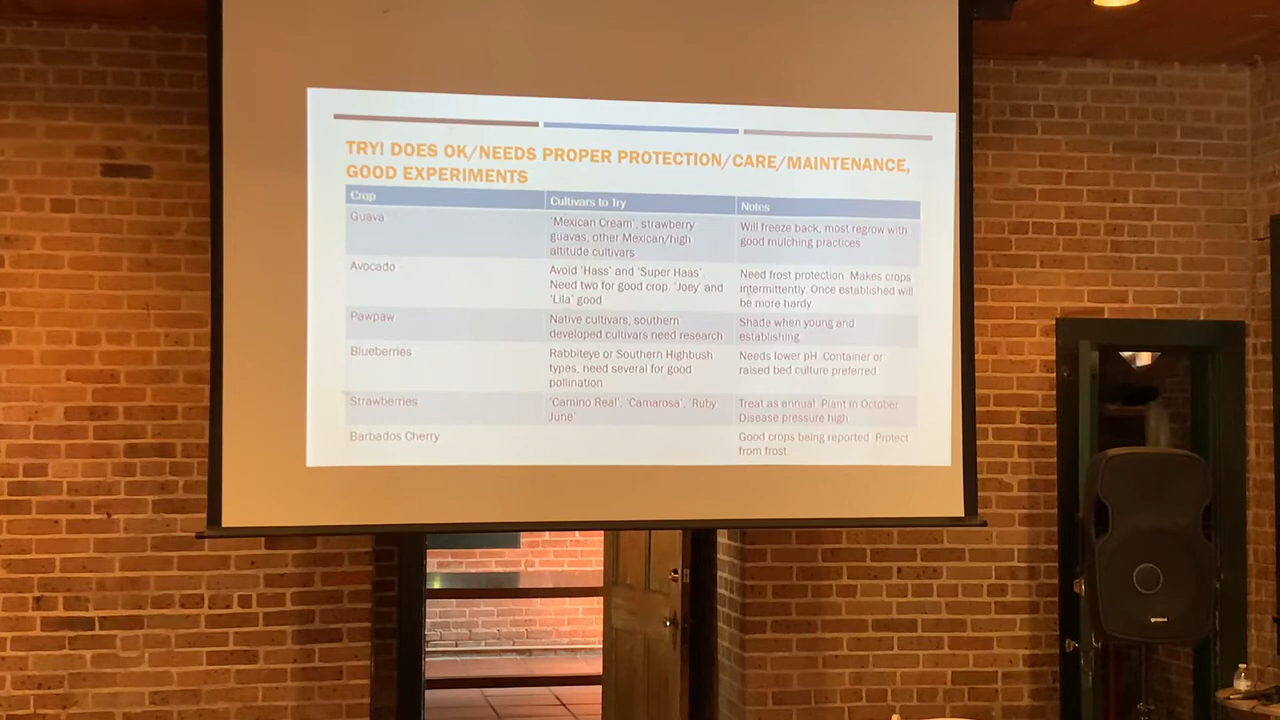 TRY! DOES OK/NEEDS PROPER PROTECTION/CARE/MAINTENANCE,
GOOD EXPERIMENTS
Crop
Cultivars to Try
Notes
Guava
'Mexican Cream', strawberry
guavas, other Mexican/high
altitude cultivars
Will freeze back, most regrow with
good mulching practices
Avocado
Avoid 'Hass' and 'Super Haas'
Need two for good crop. 'Joey' and
'Lila' good
Need frost protection. Makes crops
intermittently. Once established will
be more hardy
Pawpaw
Native cultivars, southern
developed cultivars need research
Shade when young and
establishing
Blueberries
Rabbiteye or Southern Highbush
types, need several for good
pollination
Needs lower pH. Container or
raised bed culture preferred.
Strawberries
'Camino Real', 'Camarosa', 'Ruby
June'
Treat as annual. Plant in October
Disease pressure high
Barbados Cherry
Good crops being reported. Protect
from frost.
gemini